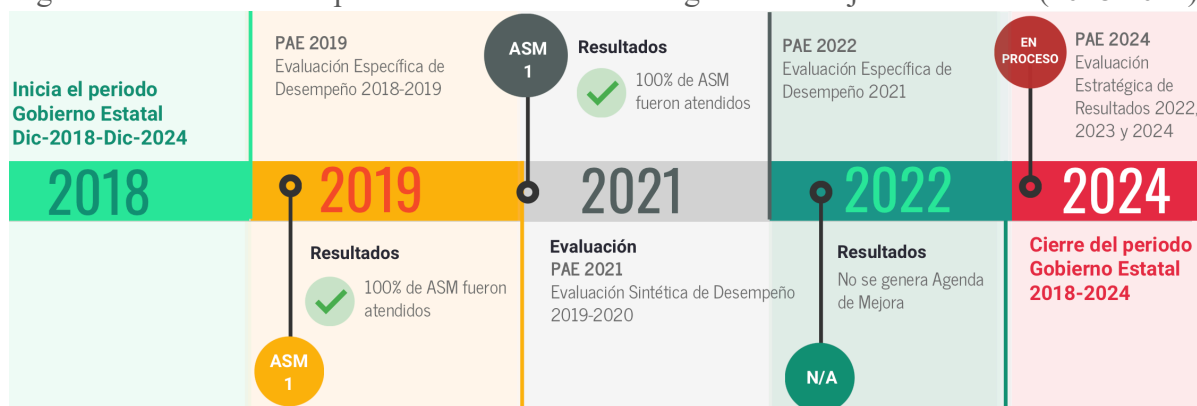 Inicia el periodo
Gobierno Estatal
Dic-2018-Dic-2024
2018
PAE 2019
Evaluación Específica de
Desempeño 2018-2019
2019
Resultados
100% de ASM fueron
atendidos
ASM
1
ASM
1
Resultados
100% de ASM
fueron atendidos
2021
Evaluación
PAE 2021
Evaluación Sintética de Desempeño
2019-2020
PAE 2022
Evaluación Específica de
Desempeño 2021
2022
Resultados
No se genera Agenda
de Mejora
N/A
EN
PROCESO
PAE 2024
Evaluación
Estratégica de
Resultados 2022,
2023 y 2024
2024
Cierre del periodo
Gobierno Estatal
2018-2024